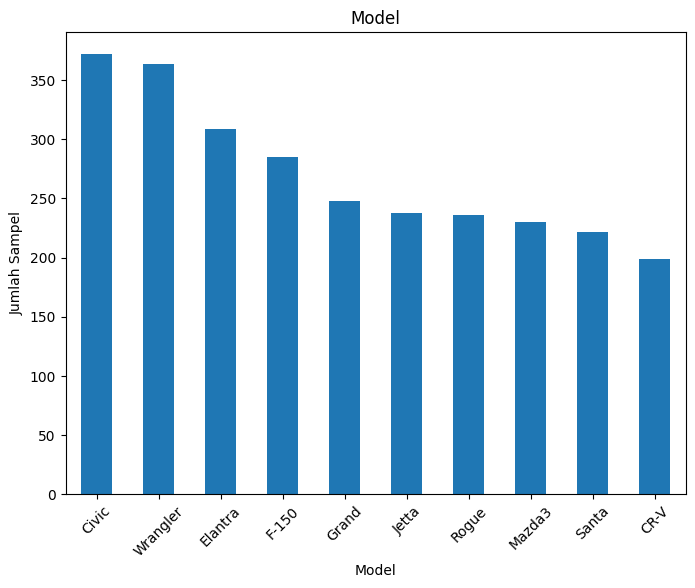 Model
Jumlah Sampel
350
300
250
200
150
100
50
0
Civic
Wrangler
Elantra
F-150
Grand
Jetta
Rogue
Mazda3
Santa
CR-V
Model